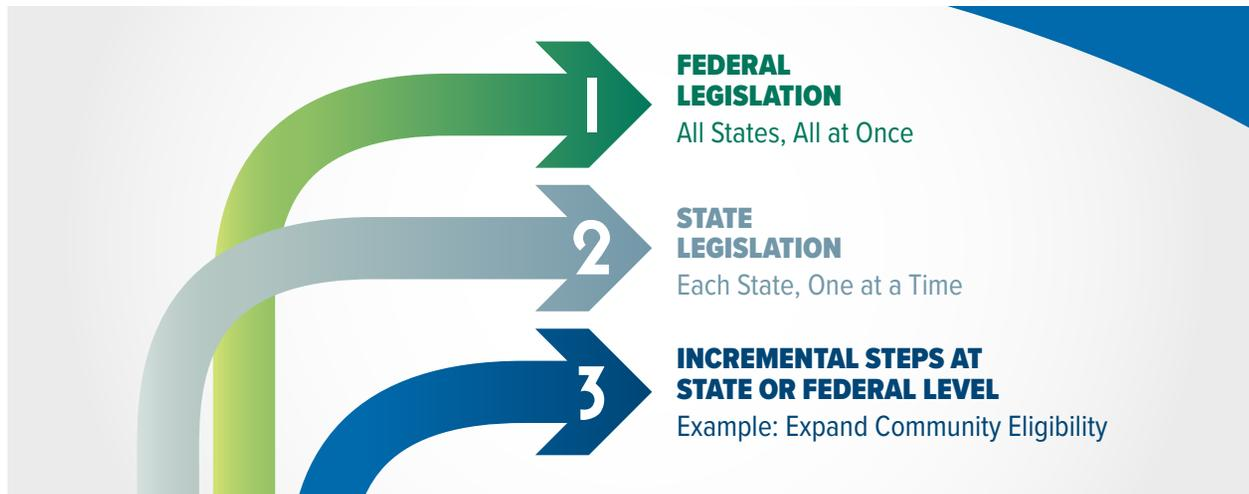 1
FEDERAL
LEGISLATION
All States, All at Once
2
STATE
LEGISLATION
Each State, One at a Time
3
INCREMENTAL STEPS AT
STATE OR FEDERAL LEVEL
Example: Expand Community Eligibility